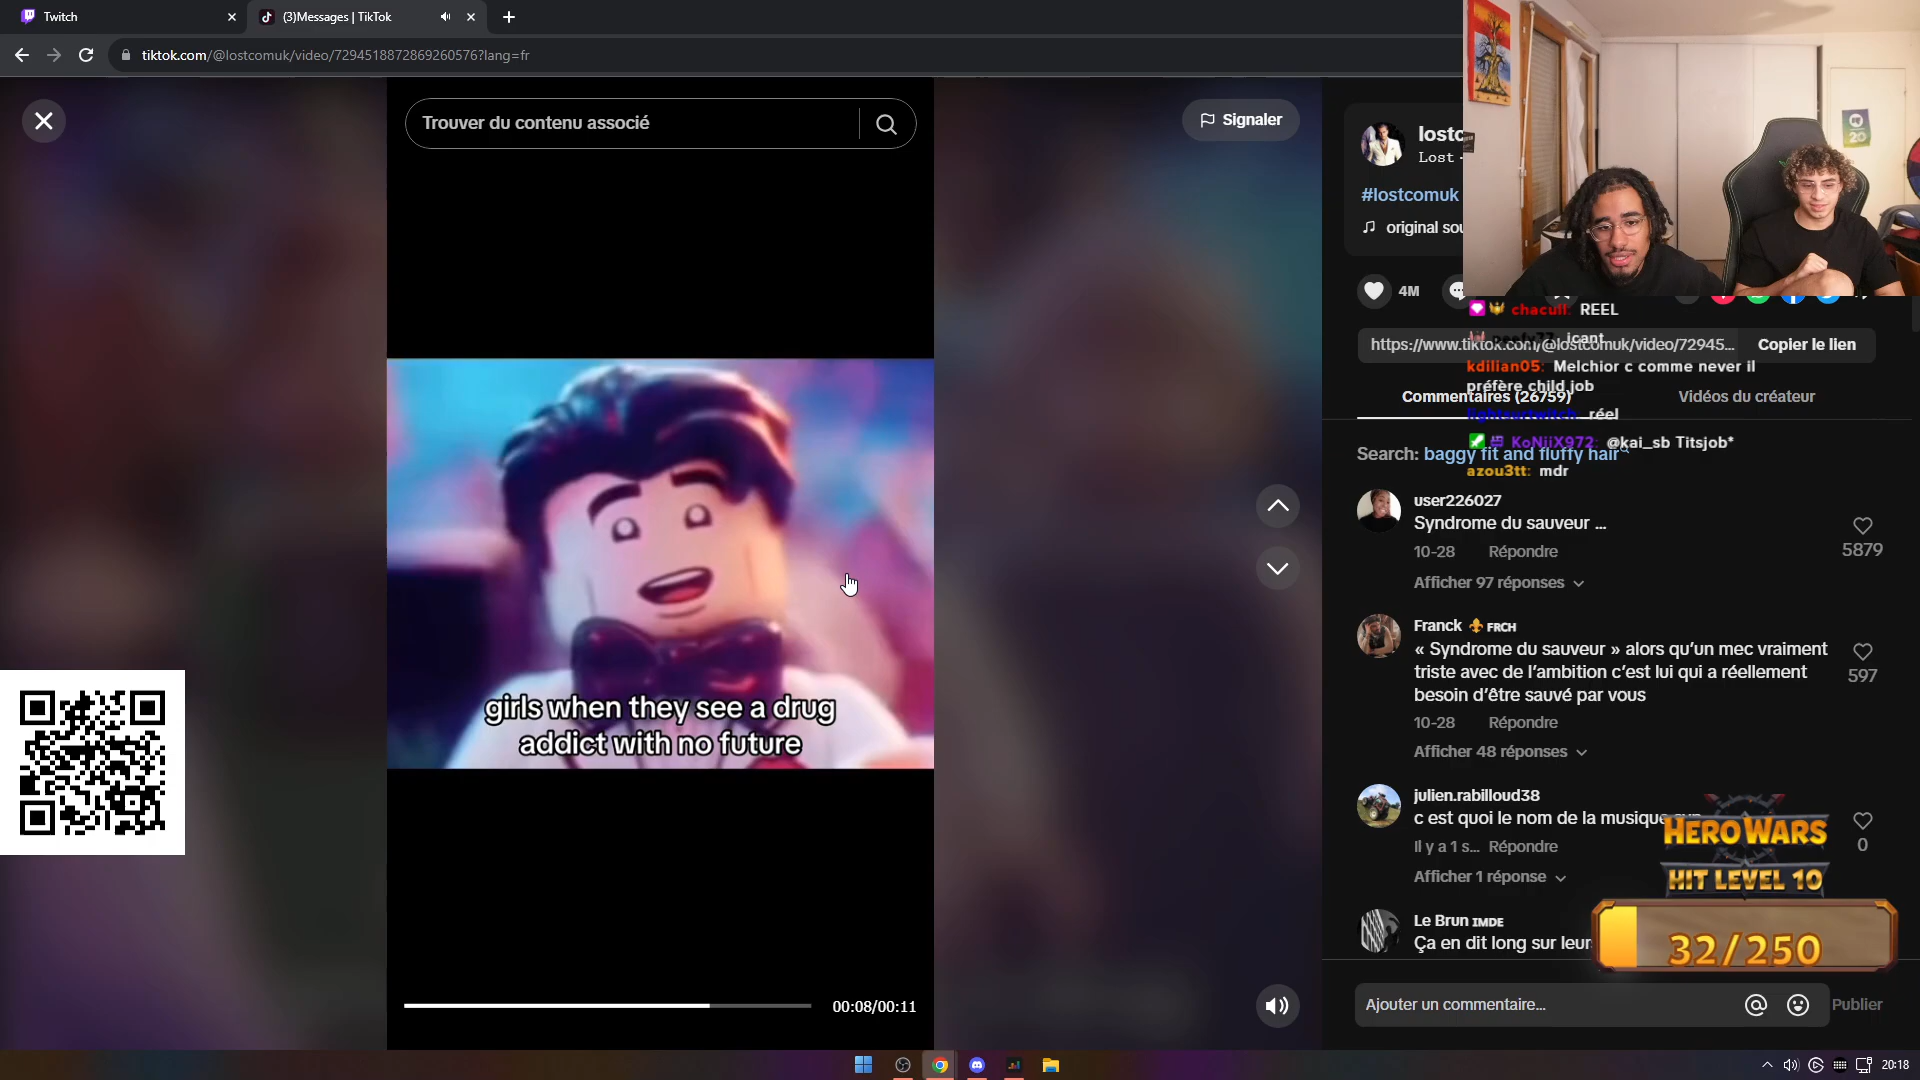 Twitch
(3)Messages | TikTok
tiktok.com/@lostcomuk/video/7294518872869260576?lang=fr
Trouver du contenu associé
Signaler
girls when they see a drug
addict with no future
00:08/00:11
lostc
Lost -
#lostcomuk
original sou
4M
chacull: REEL
icant
https://www.tiktok.com/@lostcomuk/video/72945...
Copier le lien
kdilian05: Melchior c comme never il
préfère child job
Commentaires (26759)
Vidéos du créateur
réel
KoNiiX972: @kai_sb Titsjob*
Search: baggy fit and fluffy hair
azou3tt: mdr
user226027
Syndrome du sauveur ...
10-28 Répondre
5879
Afficher 97 réponses
Franck FRCH
« Syndrome du sauveur » alors qu'un mec vraiment
triste avec de l'ambition c'est lui qui a réellement
besoin d'être sauvé par vous
597
10-28 Répondre
Afficher 48 réponses
julien.rabilloud38
c est quoi le nom de la musique
Il y a 1 s... Répondre
0
Afficher 1 réponse
HERO WARS
HIT LEVEL 10
32/250
Le Brun IMDE
Ça en dit long sur leur
Ajouter un commentaire...
Publier
20:18
20